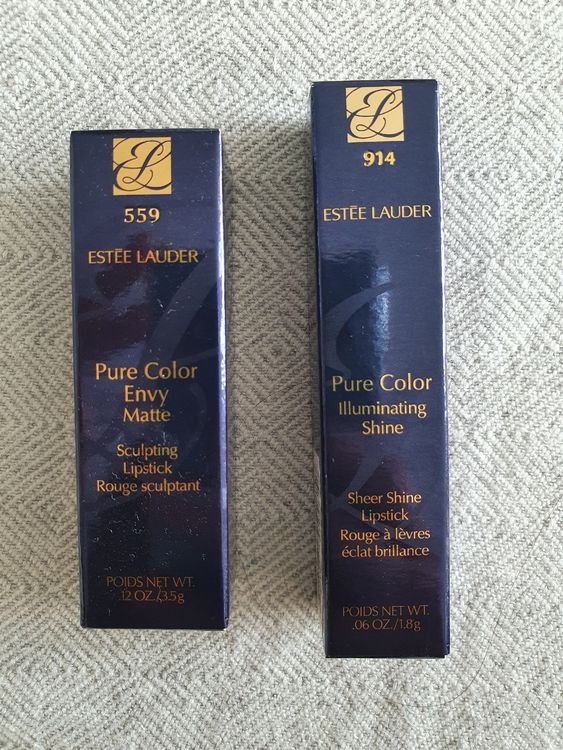 EL
559
ESTĒE LAUDER
Pure Color
Envy
Matte
Sculpting
Lipstick
Rouge sculptant
POIDS NET WT.
.12 OZ./3.5g
EL
914
ESTĒE LAUDER
Pure Color
Illuminating
Shine
Sheer Shine
Lipstick
Rouge à lèvres
éclat brillance
POIDS NET WT.
.06 OZ./1.8g